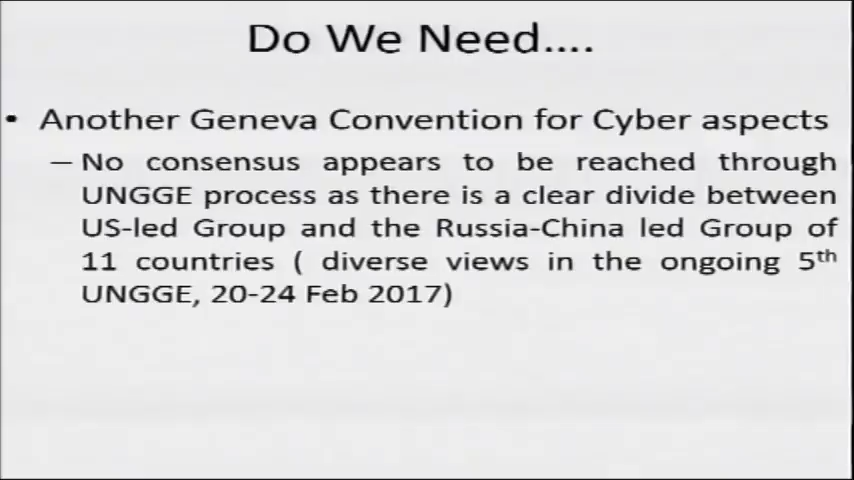 Do We Need....
• Another Geneva Convention for Cyber aspects
– No consensus appears to be reached through
UNGGE process as there is a clear divide between
US-led Group and the Russia-China led Group of
11 countries ( diverse views in the ongoing 5th
UNGGE, 20-24 Feb 2017)